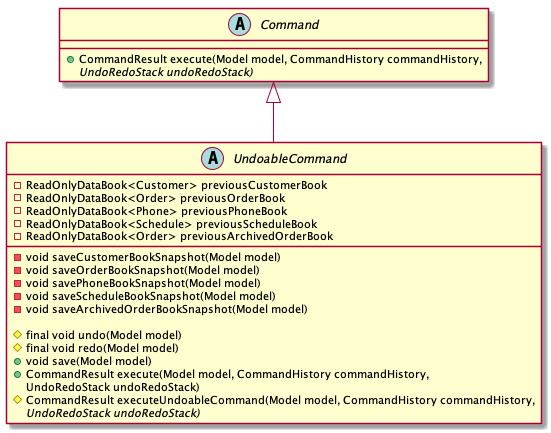 A Command
CommandResult execute(Model model, CommandHistory commandHistory,
UndoRedoStack undoRedoStack)
A UndoableCommand
ReadOnlyDataBook<Customer> previousCustomerBook
ReadOnlyDataBook<Order> previousOrderBook
ReadOnlyDataBook<Phone> previousPhoneBook
ReadOnlyDataBook<Schedule> previousScheduleBook
ReadOnlyDataBook<Order> previousArchivedOrderBook
void saveCustomerBookSnapshot(Model model)
void saveOrderBookSnapshot(Model model)
void savePhoneBookSnapshot(Model model)
void saveScheduleBookSnapshot(Model model)
void saveArchivedOrderBookSnapshot(Model model)
final void undo(Model model)
final void redo(Model model)
void save(Model model)
CommandResult execute(Model model, CommandHistory commandHistory,
UndoRedoStack undoRedoStack)
CommandResult executeUndoableCommand(Model model, CommandHistory commandHistory,
UndoRedoStack undoRedoStack)